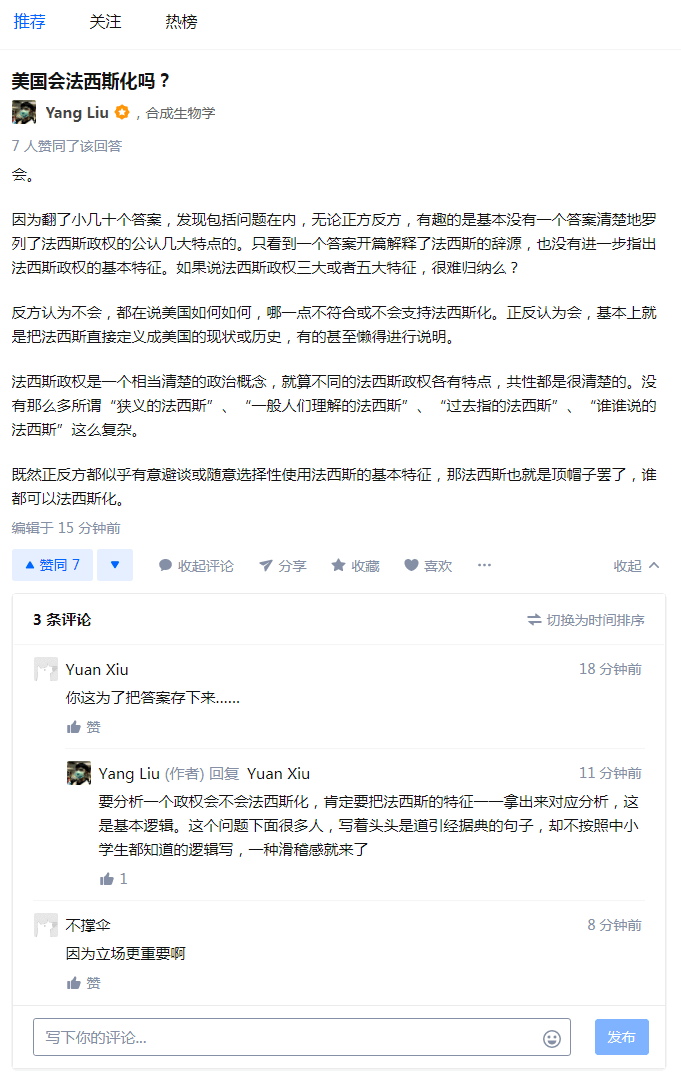 推荐 关注 热榜
美国会法西斯化吗？
Yang Liu ，合成生物学
7 人赞同了该回答
会。
因为翻了小几十个答案，发现包括问题在内，无论正方反方，有趣的是基本没有一个答案清楚地罗
列了法西斯政权的公认几大特点的。只看到一个答案开篇解释了法西斯的辞源，也没有进一步指出
法西斯政权的基本特征。如果说法西斯政权三大或者五大特征，很难归纳么？
反方认为不会，都在说美国如何如何，哪一点不符合或不会支持法西斯化。正反认为会，基本上就
是把法西斯直接定义成美国的现状或历史，有的甚至懒得进行说明。
法西斯政权是一个相当清楚的政治概念，就算不同的法西斯政权各有特点，共性都是很清楚的。没
有那么多所谓“狭义的法西斯”、“一般人们理解的法西斯”、“过去指的法西斯”、“谁谁说的
法西斯”这么复杂。
既然正反方都似乎有意避谈或随意选择性使用法西斯的基本特征，那法西斯也就是顶帽子罢了，谁
都可以法西斯化。
编辑于 15 分钟前
赞同 7 收起评论 分享 收藏 喜欢 ··· 收起
3 条评论 切换为时间排序
Yuan Xiu 18 分钟前
你这为了把答案存下来......
赞
Yang Liu (作者) 回复 Yuan Xiu 11 分钟前
要分析一个政权会不会法西斯化，肯定要把法西斯的特征一一拿出来对应分析，这
是基本逻辑。这个问题下面很多人，写着头头是道引经据典的句子，却不按照中小
学生都知道的逻辑写，一种滑稽感就来了
1
不撑伞 8 分钟前
因为立场更重要啊
赞
写下你的评论... 发布